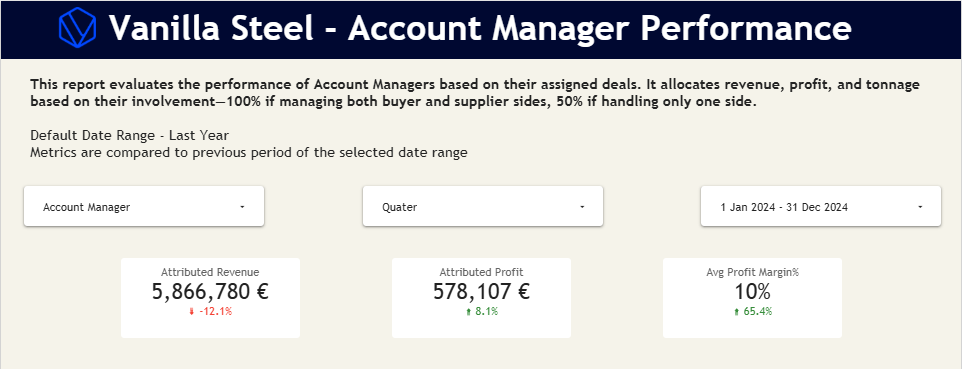 Vanilla Steel - Account Manager Performance
This report evaluates the performance of Account Managers based on their assigned deals. It allocates revenue, profit, and tonnage
based on their involvement—100% if managing both buyer and supplier sides, 50% if handling only one side.
Default Date Range - Last Year
Metrics are compared to previous period of the selected date range
Account Manager
Quater
1 Jan 2024 - 31 Dec 2024
Attributed Revenue
5,866,780 €
-12.1%
Attributed Profit
578,107 €
8.1%
Avg Profit Margin%
10%
65.4%